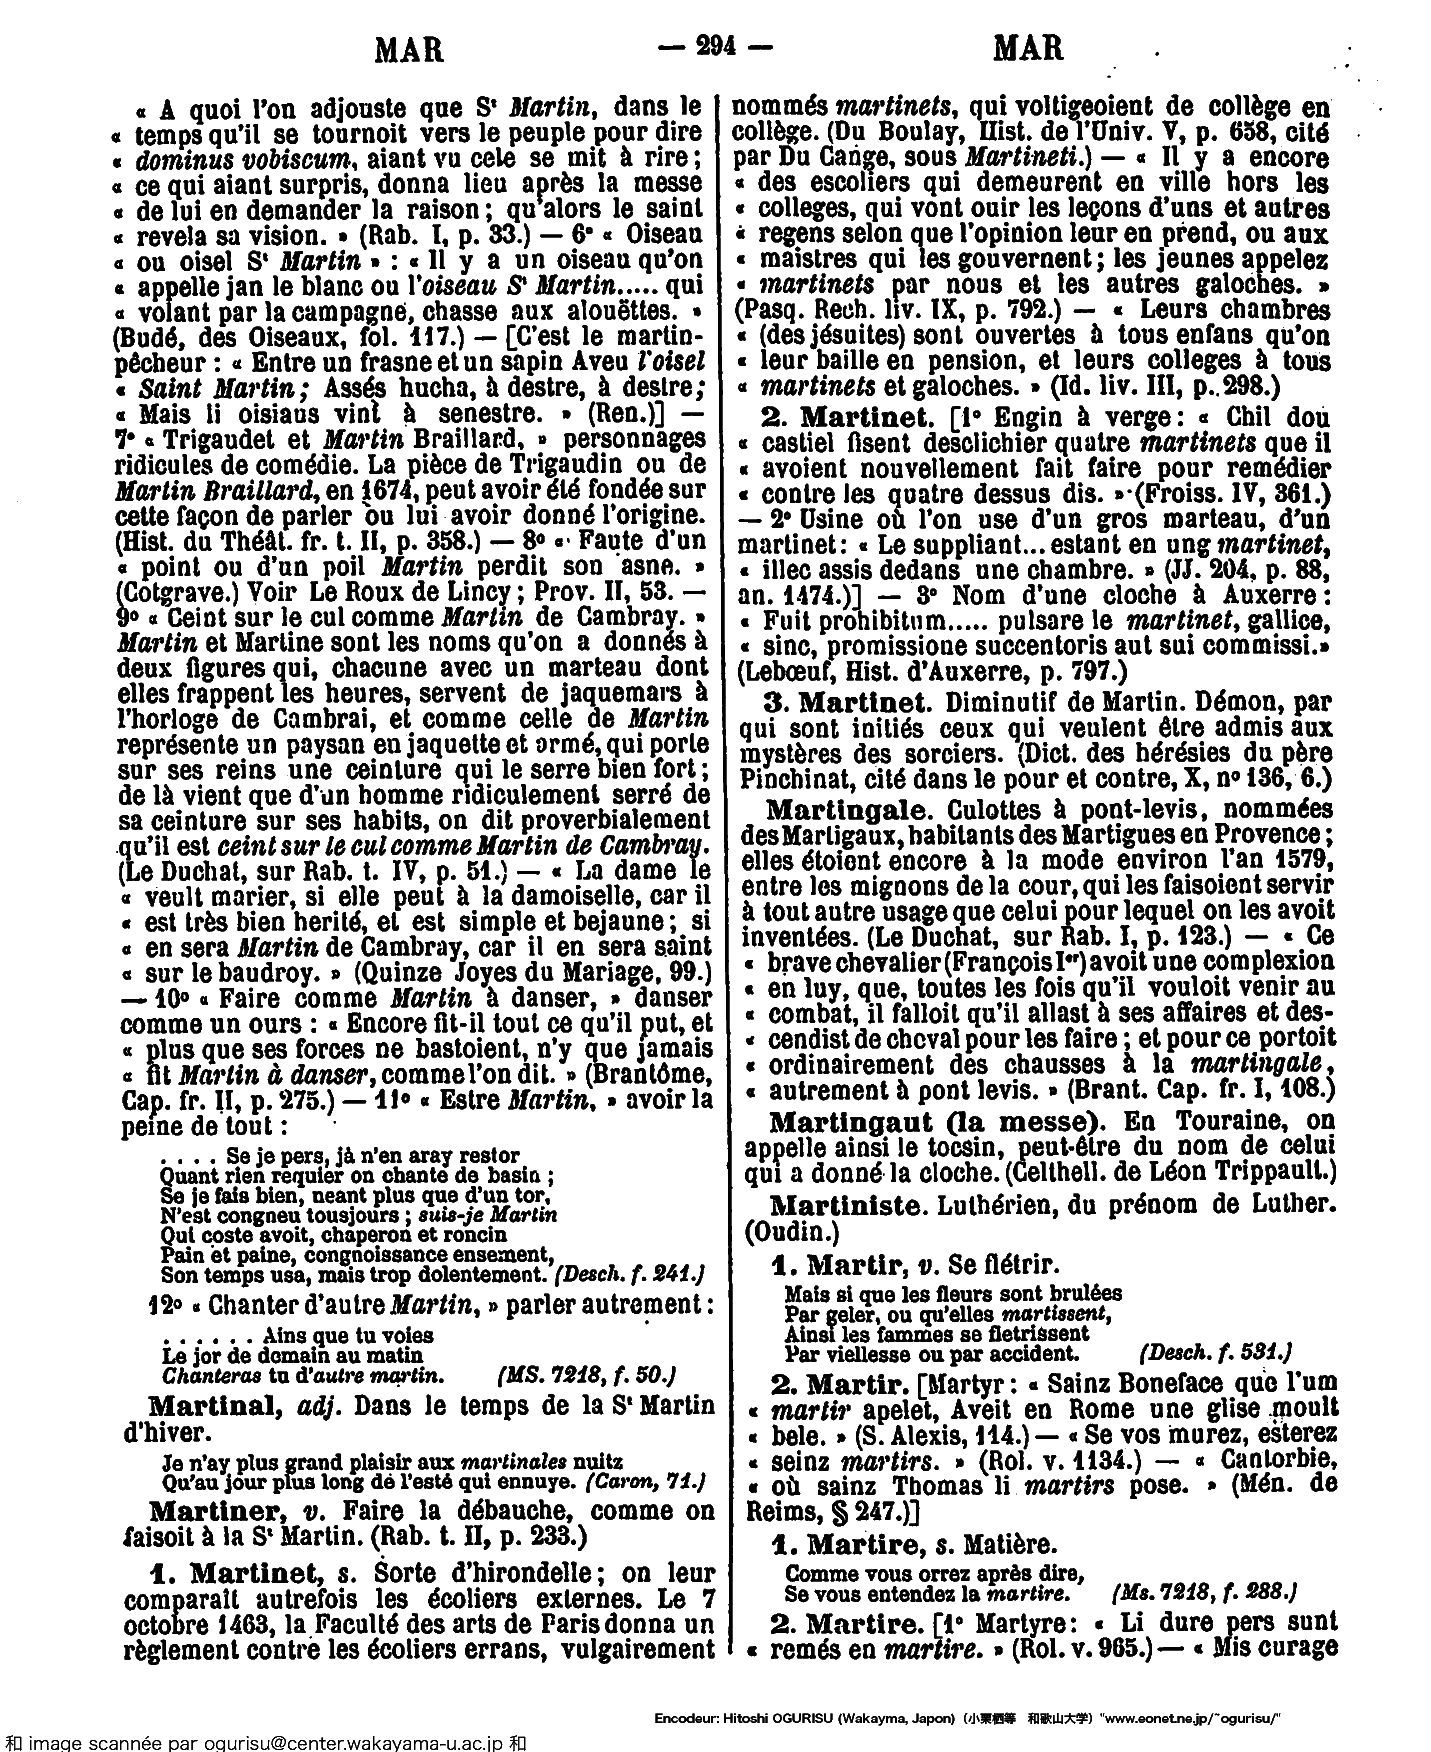 MAR — 294 — MAR
« A quoi l'on adjouste que Sᵗ Martin, dans le
« temps qu'il se tournoit vers le peuple pour dire
« dominus vobiscum, aiant vu cele se mit à rire ;
« ce qui aiant surpris, donna lieu après la messe
« de lui en demander la raison ; qu'alors le saint
« revela sa vision. » (Rab. I, p. 33.) — 6° « Oiseau
« ou oisel Sᵗ Martin » : « Il y a un oiseau qu'on
« appelle jan le blanc ou l'oiseau Sᵗ Martin..... qui
« volant par la campagne, chasse aux alouëttes. »
(Budé, des Oiseaux, fol. 117.) — [C'est le martin-
pêcheur : « Entre un frasne et un sapin Aveu l'oisel
« Saint Martin ; Assés hucha, à destre, à destre ;
« Mais li oisiaus vint à senestre. » (Ren.)] —
7° « Trigaudet et Martin Braillard, » personnages
ridicules de comédie. La pièce de Trigaudin ou de
Martin Braillard, en 1674, peut avoir été fondée sur
cette façon de parler ou lui avoir donné l'origine.
(Hist. du Théât. fr. t. II, p. 358.) — 8° « Faute d'un
« point ou d'un poil Martin perdit son asne. »
(Cotgrave.) Voir Le Roux de Lincy ; Prov. II, 53. —
9° « Ceint sur le cul comme Martin de Cambray. »
Martin et Martine sont les noms qu'on a donnés à
deux figures qui, chacune avec un marteau dont
elles frappent les heures, servent de jaquemars à
l'horloge de Cambrai, et comme celle de Martin
représente un paysan en jaquette et armé, qui porte
sur ses reins une ceinture qui le serre bien fort ;
de là vient que d'un homme ridiculement serré de
sa ceinture sur ses habits, on dit proverbialement
qu'il est ceint sur le cul comme Martin de Cambray.
(Le Duchat, sur Rab. t. IV, p. 51.) — « La dame le
« veult marier, si elle peut à la damoiselle, car il
« est très bien herité, et est simple et bejaune ; si
« en sera Martin de Cambray, car il en sera saint
« sur le baudroy. » (Quinze Joyes du Mariage, 99.)
— 10° « Faire comme Martin à danser, » danser
comme un ours : « Encore fit-il tout ce qu'il put, et
« plus que ses forces ne bastoient, n'y que jamais
« fit Martin à danser, comme l'on dit. » (Brantôme,
Cap. fr. II, p. 275.) — 11° « Estre Martin, » avoir la
peine de tout :
. . . . Se je pers, jà n'en aray restor
Quant rien requier on chante de basin ;
Se je fais bien, neant plus que d'un tor,
N'est congneu tousjours ; suis-je Martin
Qui coste avoit, chaperon et roncin
Pain et paine, congnoissance ensement,
Son temps usa, mais trop dolentement. (Desch. f. 241.)
12° « Chanter d'autre Martin, » parler autrement :
. . . . . . Ains que tu voies
Le jor de demain au matin
Chanteras tu d'autre martin. (MS. 7218, f. 50.)
Martinal, adj. Dans le temps de la Sᵗ Martin
d'hiver.
Je n'ay plus grand plaisir aux martinales nuitz
Qu'au jour plus long de l'esté qui ennuye. (Caron, 71.)
Martiner, v. Faire la débauche, comme on
faisoit à la Sᵗ Martin. (Rab. t. II, p. 233.)
1. Martinet, s. Sorte d'hirondelle ; on leur
comparaît autrefois les écoliers externes. Le 7
octobre 1463, la Faculté des arts de Paris donna un
règlement contre les écoliers errans, vulgairement
nommés martinets, qui voltigeoient de collège en
collège. (Du Boulay, Hist. de l'Univ. V, p. 658, cité
par Du Cange, sous Martineti.) — « Il y a encore
« des escoliers qui demeurent en ville hors les
« colleges, qui vont ouir les leçons d'uns et autres
« regens selon que l'opinion leur en prend, ou aux
« maistres qui les gouvernent ; les jeunes appelez
« martinets par nous et les autres galoches. »
(Pasq. Rech. liv. IX, p. 792.) — « Leurs chambres
« (des jésuites) sont ouvertes à tous enfans qu'on
« leur baille en pension, et leurs colleges à tous
« martinets et galoches. » (Id. liv. III, p. 298.)
2. Martinet. [1° Engin à verge : « Chil dou
« castiel fisent desclichier quatre martinets que il
« avoient nouvellement fait faire pour remédier
« contre les quatre dessus dis. » (Froiss. IV, 361.)
— 2° Usine où l'on use d'un gros marteau, d'un
martinet : « Le suppliant... estant en ung martinet,
« illec assis dedans une chambre. » (JJ. 204, p. 88,
an. 1474.)] — 3° Nom d'une cloche à Auxerre :
« Fuit prohibitum..... pulsare le martinet, gallice,
« sinc, promissione succentoris aut sui commissi. »
(Lebœuf, Hist. d'Auxerre, p. 797.)
3. Martinet. Diminutif de Martin. Démon, par
qui sont initiés ceux qui veulent être admis aux
mystères des sorciers. (Dict. des hérésies du père
Pinchinat, cité dans le pour et contre, X, n° 136, 6.)
Martingale. Culottes à pont-levis, nommées
des Martigaux, habitants des Martigues en Provence ;
elles étoient encore à la mode environ l'an 1579,
entre les mignons de la cour, qui les faisoient servir
à tout autre usage que celui pour lequel on les avoit
inventées. (Le Duchat, sur Rab. I, p. 123.) — « Ce
« brave chevalier (François Iᵉʳ) avoit une complexion
« en luy, que, toutes les fois qu'il vouloit venir au
« combat, il falloit qu'il allast à ses affaires et des-
« cendist de cheval pour les faire ; et pour ce portoit
« ordinairement des chausses à la martingale,
« autrement à pont levis. » (Brant. Cap. fr. I, 108.)
Martingaut (la messe). En Touraine, on
appelle ainsi le tocsin, peut-être du nom de celui
qui a donné la cloche. (Celthell. de Léon Trippault.)
Martiniste. Luthérien, du prénom de Luther.
(Oudin.)
1. Martir, v. Se flétrir.
Mais si que les fleurs sont brulées
Par geler, ou qu'elles martissent,
Ainsi les fammes se fletrissent
Par viellesse ou par accident. (Desch. f. 531.)
2. Martir. [Martyr : « Sainz Boneface que l'um
« martir apelet, Aveit en Rome une glise moult
« bele. » (S. Alexis, 114.) — « Se vos murez, esterez
« seinz martirs. » (Rol. v. 1134.) — « Cantorbie,
« où sainz Thomas li martirs pose. » (Mén. de
Reims, § 247.)]
1. Martire, s. Matière.
Comme vous orrez après dire,
Se vous entendez la martire. (Ms. 7218, f. 288.)
2. Martire. [1° Martyre : « Li dure pers sunt
« remés en martire. » (Rol. v. 965.) — « Mis curage
Encodeur: Hitoshi OGURISU (Wakayma, Japon) (小栗栖等 和歌山大学) "www.eonet.ne.jp/~ogurisu/"
和 image scannée par ogurisu@center.wakayama-u.ac.jp 和